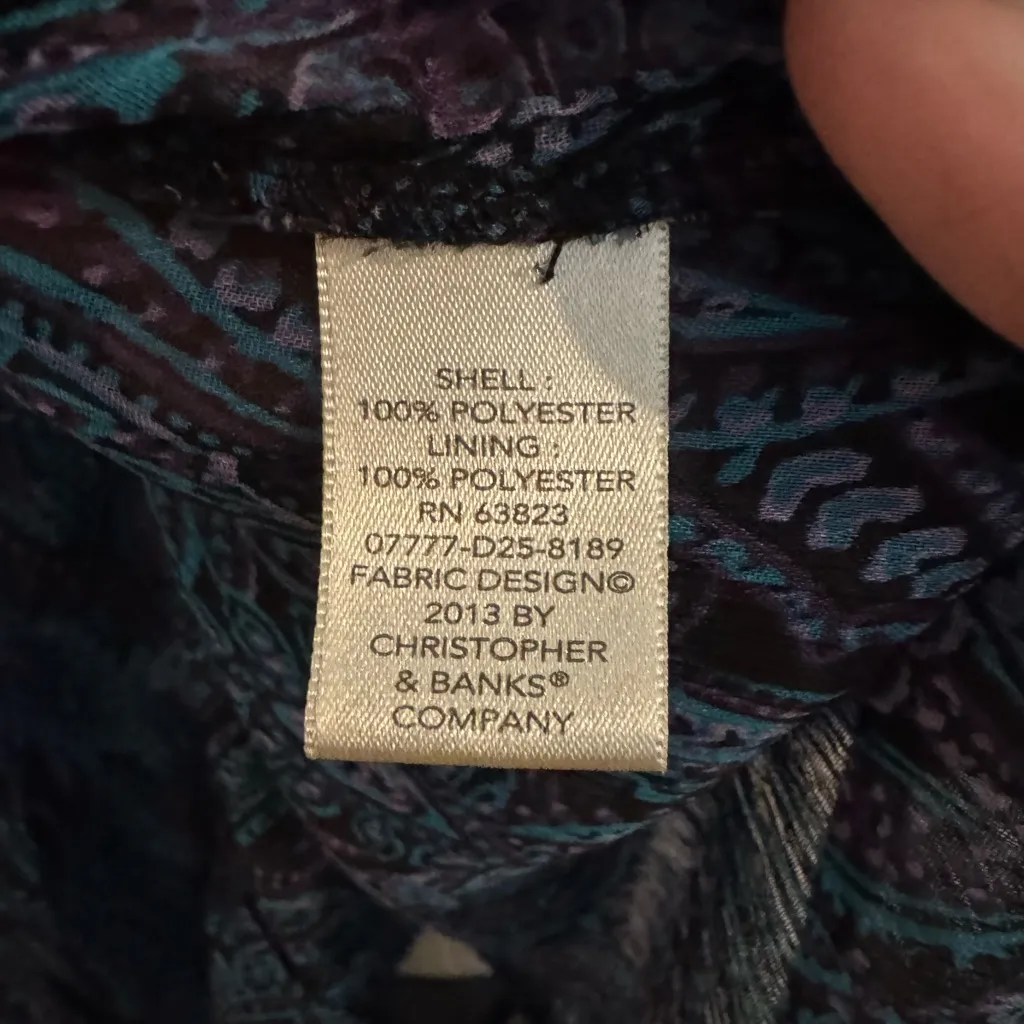 SHELL :
100% POLYESTER
LINING :
100% POLYESTER
RN 63823
07777-D25-8189
FABRIC DESIGN©
2013 BY
CHRISTOPHER
& BANKS®
COMPANY